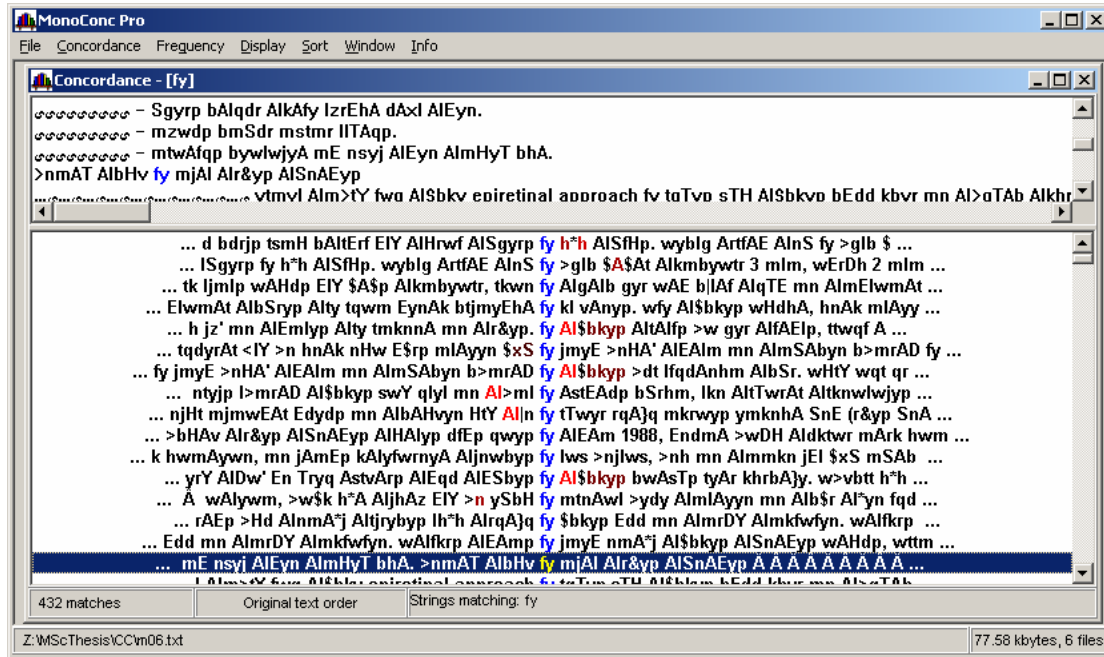 MonoConc Pro
File Concordance Frequency Display Sort Window Info
Concordance - [fy]
– Sgyrp bAlqdr AlkAfy lzrEhA dAxl AlEyn.
– mzwdp bmSdr mstmr llTAqp.
– mtwAfqp bywlwjyA mE nsyj AlEyn AlmHyT bhA.
>nmAT AlbHv fy mjAl Alr&yp AlSnAEyp
vtmyl Alm>tY fwq Al$bkv epiretinal approach fy tqTyp sTH Al$bkyp bEdd kbyr mn Al>qTAb Alkhr
... d bdrjp tsmH bAltErf ElY AlHrwf AlSgyrp fy h*h AlSfHp. wyblg ArtfAE AlnS fy >glb $ ...
... lSgyrp fy h*h AlSfHp. wyblg ArtfAE AlnS fy >glb $A$At Alkmbywtr 3 mlm, wErDh 2 mlm ...
... tk ljmlp wAHdp ElY $A$p Alkmbywtr, tkwn fy AlgAlb gyr wAE b|lAf AlqTE mn AlmElwmAt ...
... ElwmAt AlbSryp Alty tqwm EynAk btjmyEhA fy kl vAnyp. wfy Al$bkyp wHdhA, hnAk mlAyy ...
... h jz' mn AlEmlyp Alty tmknnA mn Alr&yp. fy Al$bkyp AltAlfp >w gyr AlfAElp, ttwqf A ...
... tqdyrAt <lY >n hnAk nHw E$rp mlAyyn $xS fy jmyE >nHA' AlEAlm mn AlmSAbyn b>mrAD fy ...
... fy jmyE >nHA' AlEAlm mn AlmSAbyn b>mrAD fy Al$bkyp >dt lfqdAnhm AlbSr. wHtY wqt qr ...
... ntyjp l>mrAD Al$bkyp swY qlyl mn Al>ml fy AstEAdp bSrhm, lkn AltTwrAt Altknwlwjyp ...
... njHt mjmwEAt Edydp mn AlbAHvyn HtY Al|n fy tTwyr rqA}q mkrwyp ymknhA SnE (r&yp SnA ...
... >bHAv Alr&yp AlSnAEyp AlHAlyp dfEp qwyp fy AlEAm 1988, EndmA >wDH Aldktwr mArk hwm ...
... k hwmAywn, mn jAmEp kAlyfwrnyA Aljnwbyp fy lws >njlws, >nh mn Almmkn jEl $xS mSAb ...
... yrY AlDw' En Tryq AstvArp AlEqd AlESbyp fy Al$bkyp bwAsTp tyAr khrbA}y. w>vbtt h*h ...
... Â wAlywm, >w$k h*A AljhAz ElY >n ySbH fy mtnAwl >ydy AlmlAyyn mn Alb$r Al*yn fqd ...
... rAEp >Hd AlnmA*j Altjrybyp lh*h AlrqA}q fy $bkyp Edd mn AlmrDY Almkfwfyn. wAlfkrp ...
... Edd mn AlmrDY Almkfwfyn. wAlfkrp AlEAmp fy jmyE nmA*j Al$bkyp AlSnAEyp wAHdp, wttm ...
... mE nsyj AlEyn AlmHyT bhA. >nmAT AlbHv fy mjAl Alr&yp AlSnAEyp Â Â Â Â Â Â Â Â Â ...
432 matches Original text order Strings matching: fy
Z:\MScThesis\CC\m06.txt 77.58 kbytes, 6 files